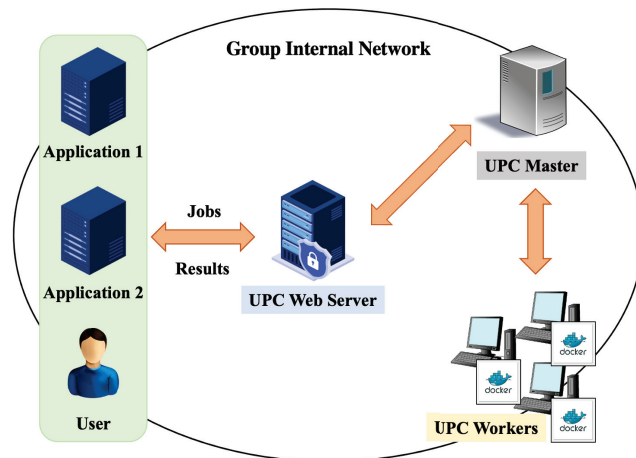 Group Internal Network
Application 1
UPC Master
Jobs
Results
Application 2
UPC Web Server
docker
docker
docker
User
UPC Workers